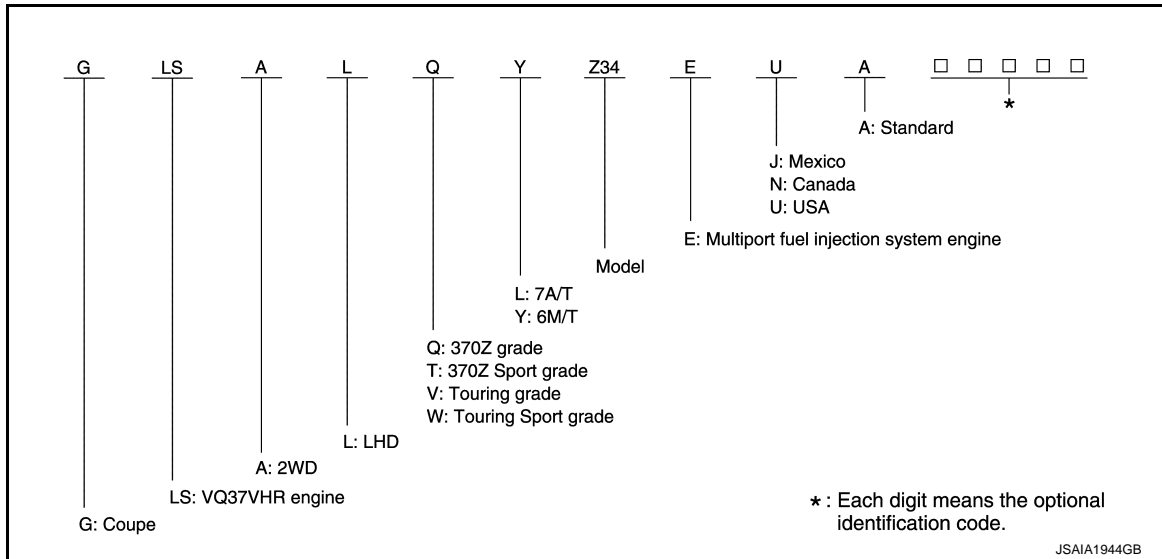 G LS A L Q Y Z34 E U A □ □ □ □ □
*
A: Standard
J: Mexico
N: Canada
U: USA
E: Multiport fuel injection system engine
Model
L: 7A/T
Y: 6M/T
Q: 370Z grade
T: 370Z Sport grade
V: Touring grade
W: Touring Sport grade
L: LHD
A: 2WD
LS: VQ37VHR engine
G: Coupe
* : Each digit means the optional
identification code.
JSAIA1944GB